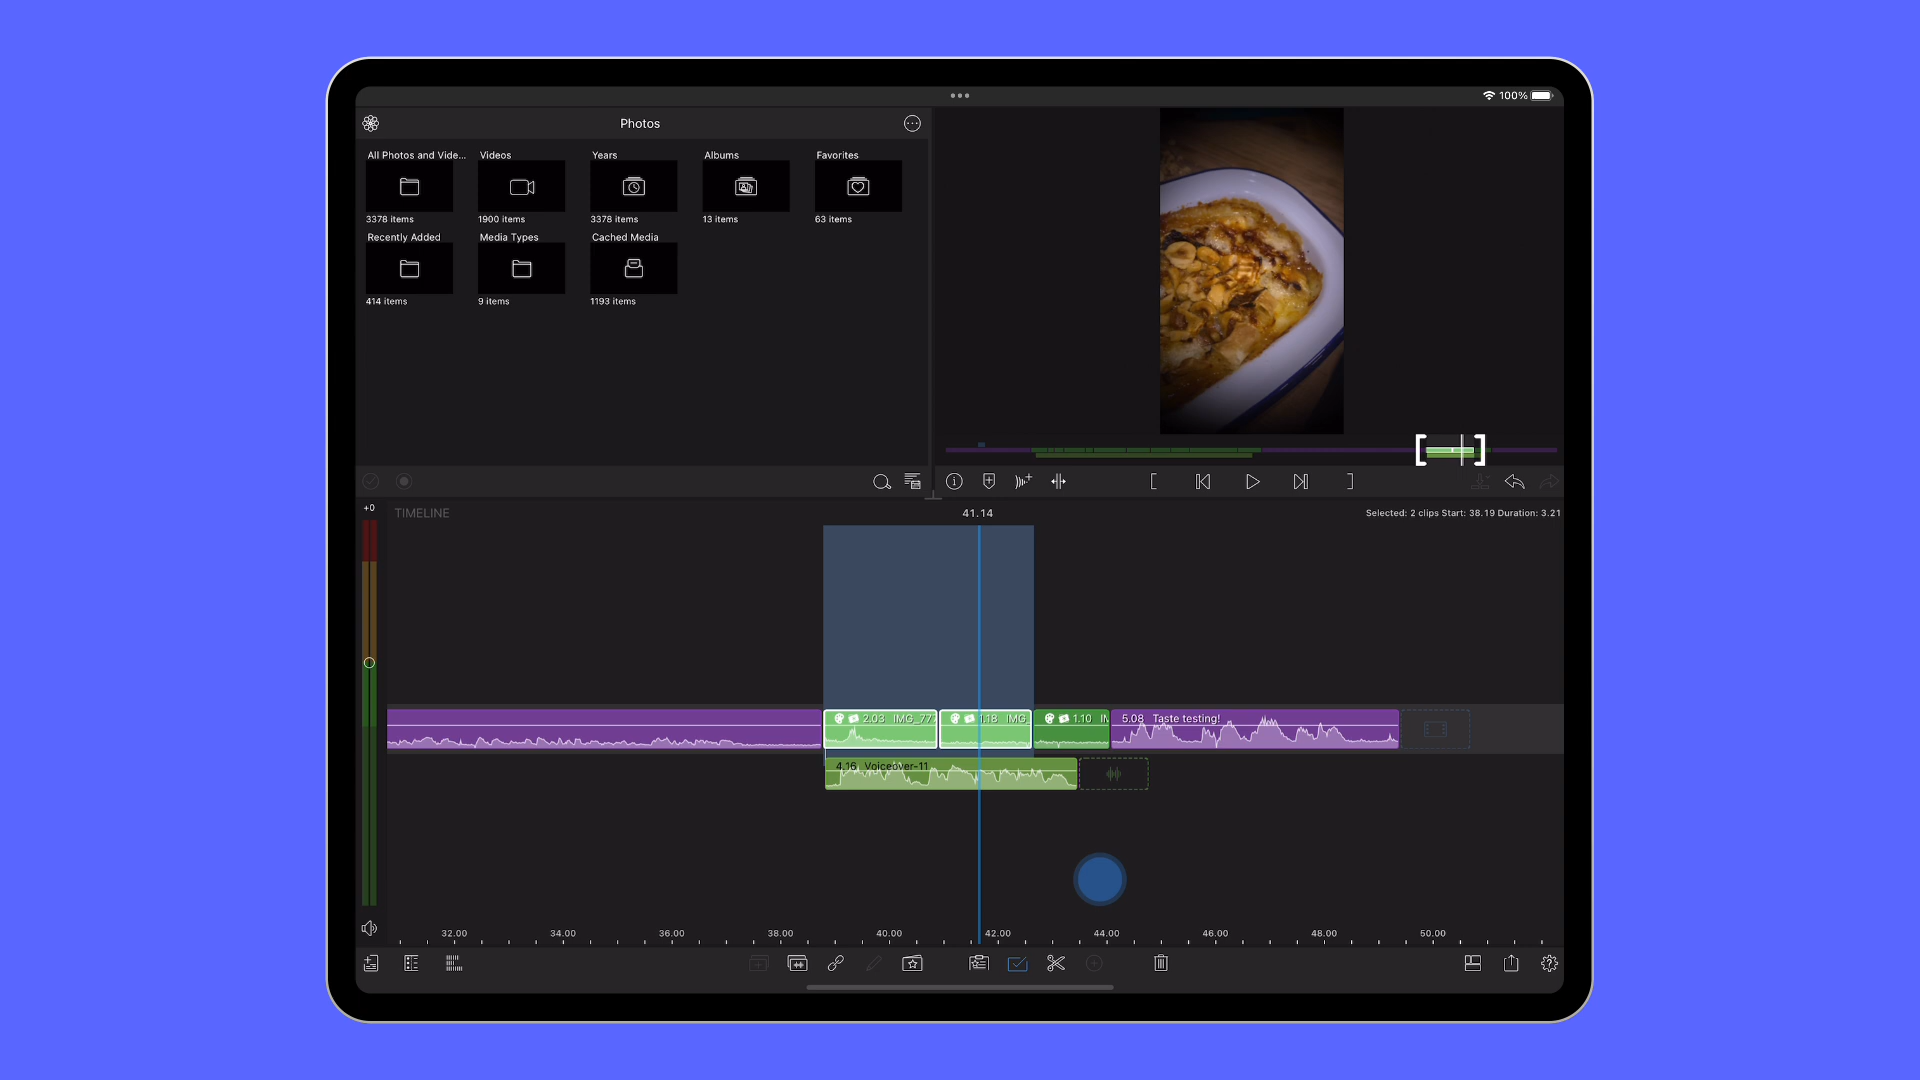 100%
Photos
All Photos and Vide...
Videos
Years
Albums
Favorites
3378 items
1900 items
3378 items
13 items
63 items
Recently Added
Media Types
Cached Media
414 items
9 items
1193 items
+0
TIMELINE
41.14
Selected: 2 clips Start: 38.19 Duration: 3.21
2.03 IMG_77
1.18 IMG
1.10
5.08 Taste testing!
4.16 Voiceover-11
32.00
34.00
36.00
38.00
40.00
42.00
44.00
46.00
48.00
50.00